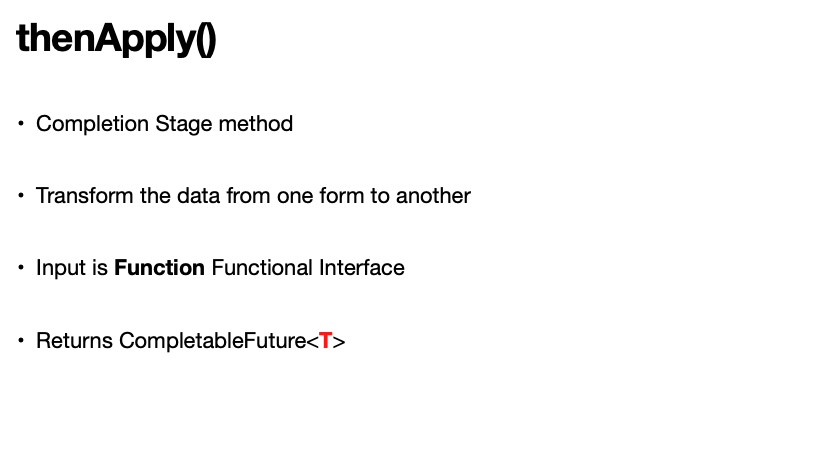 thenApply()
• Completion Stage method
• Transform the data from one form to another
• Input is Function Functional Interface
• Returns CompletableFuture<T>